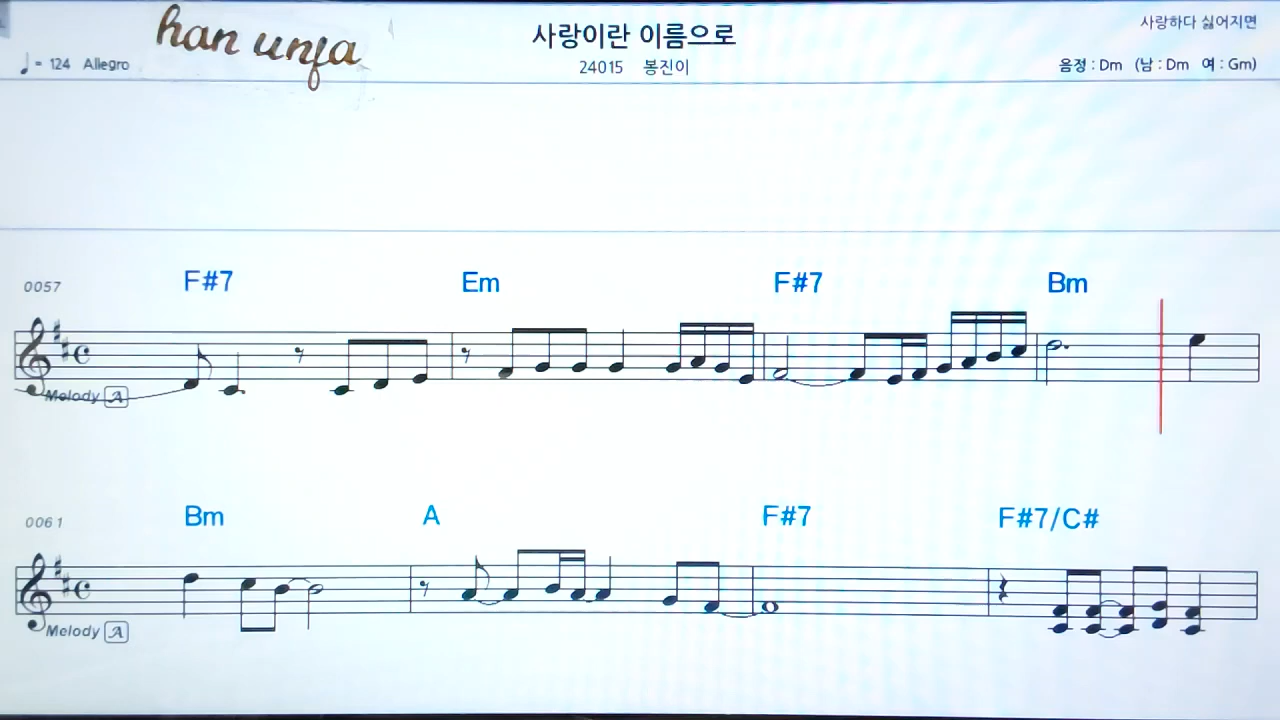 han unfa
사랑이란 이름으로
사랑하다 싫어지면
♩ = 124 Allegro
24015 봉진이
음정 : Dm (남 : Dm 여 : Gm)
F#7 Em F#7 Bm
0057
Melody A
Bm A F#7 F#7/C#
0061
Melody A